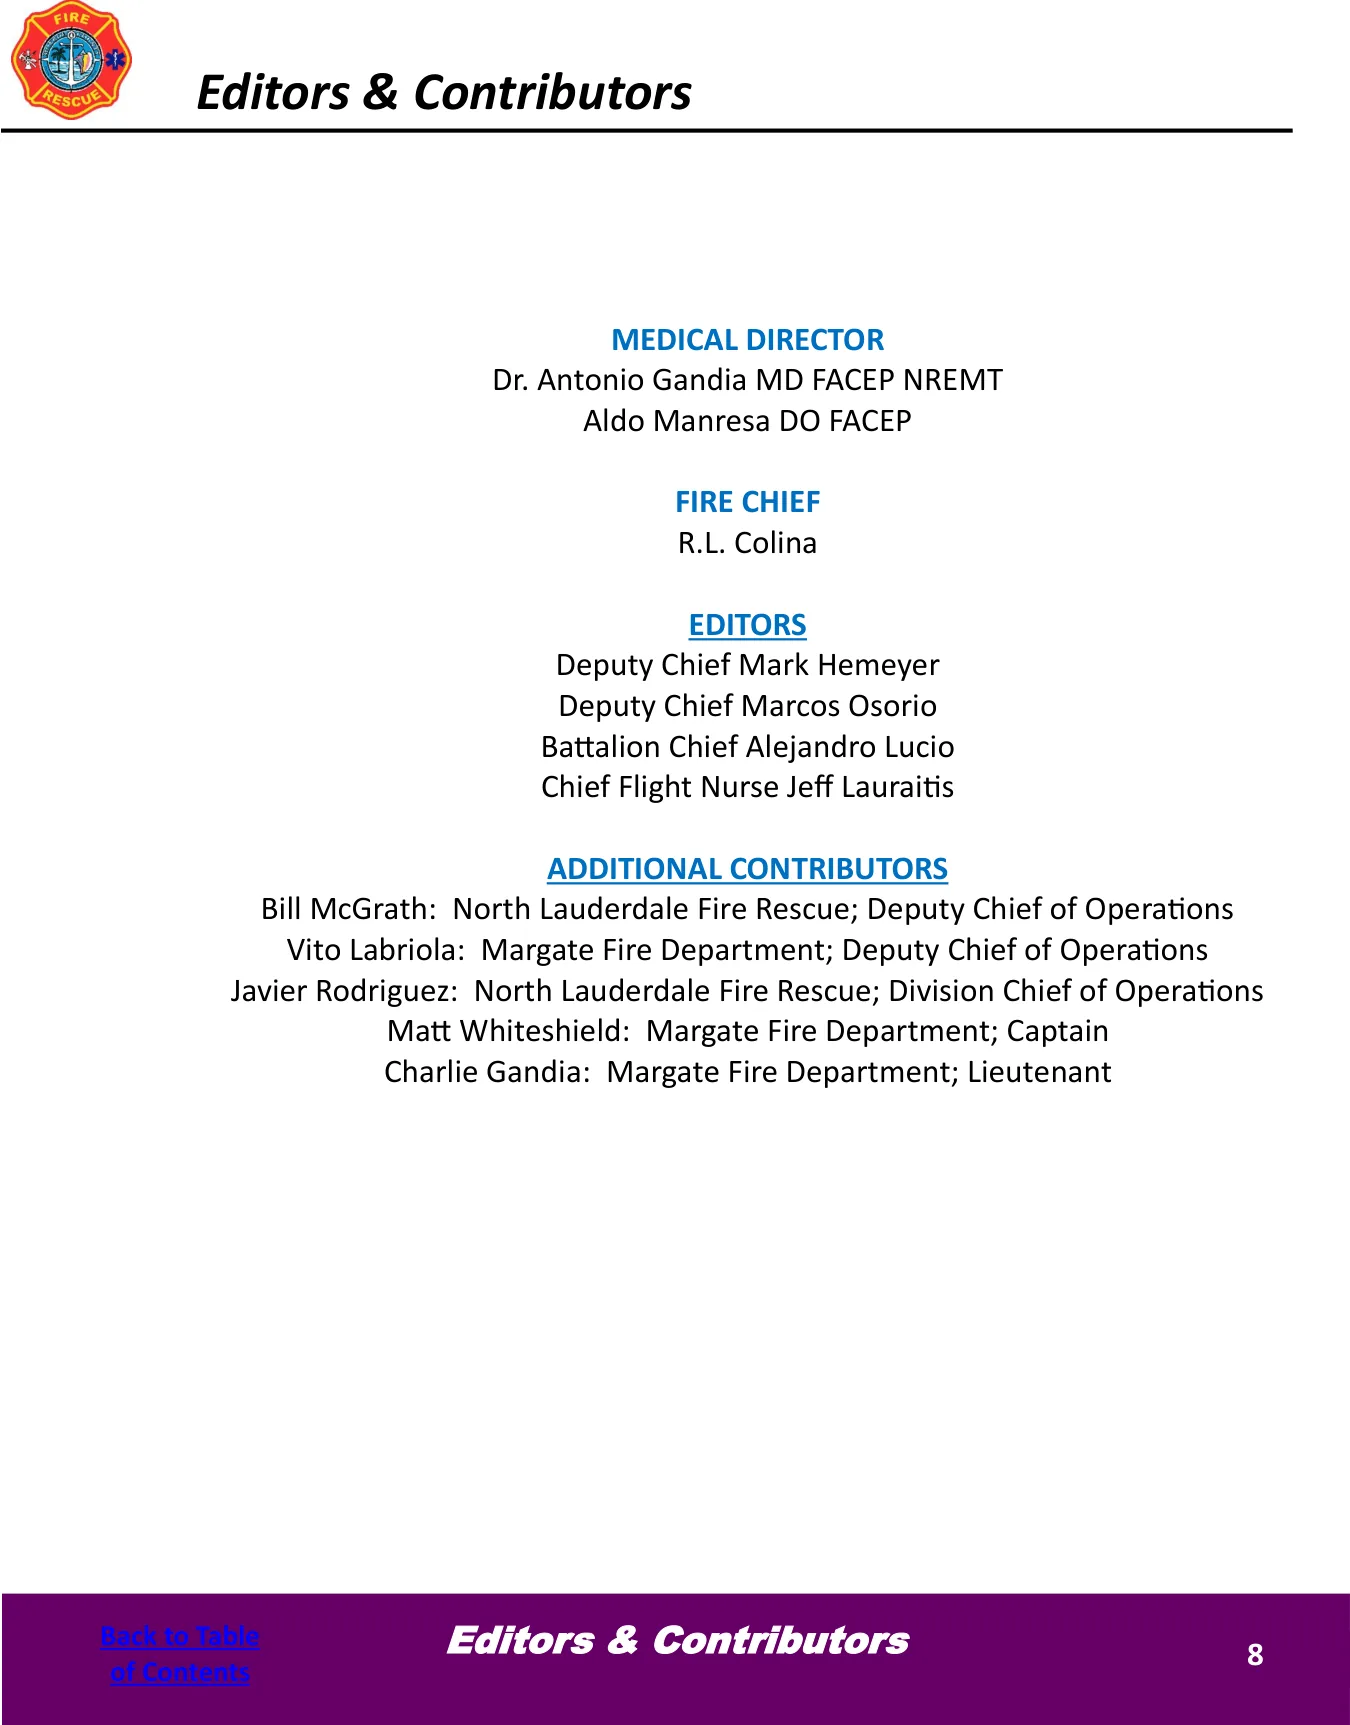 FIRE
RESCUE
Editors & Contributors
MEDICAL DIRECTOR
Dr. Antonio Gandia MD FACEP NREMT
Aldo Manresa DO FACEP
FIRE CHIEF
R.L. Colina
EDITORS
Deputy Chief Mark Hemeyer
Deputy Chief Marcos Osorio
Battalion Chief Alejandro Lucio
Chief Flight Nurse Jeff Lauraitis
ADDITIONAL CONTRIBUTORS
Bill McGrath:  North Lauderdale Fire Rescue; Deputy Chief of Operations
Vito Labriola:  Margate Fire Department; Deputy Chief of Operations
Javier Rodriguez:  North Lauderdale Fire Rescue; Division Chief of Operations
Matt Whiteshield:  Margate Fire Department; Captain
Charlie Gandia:  Margate Fire Department; Lieutenant
Back to Table
of Contents
Editors & Contributors
8